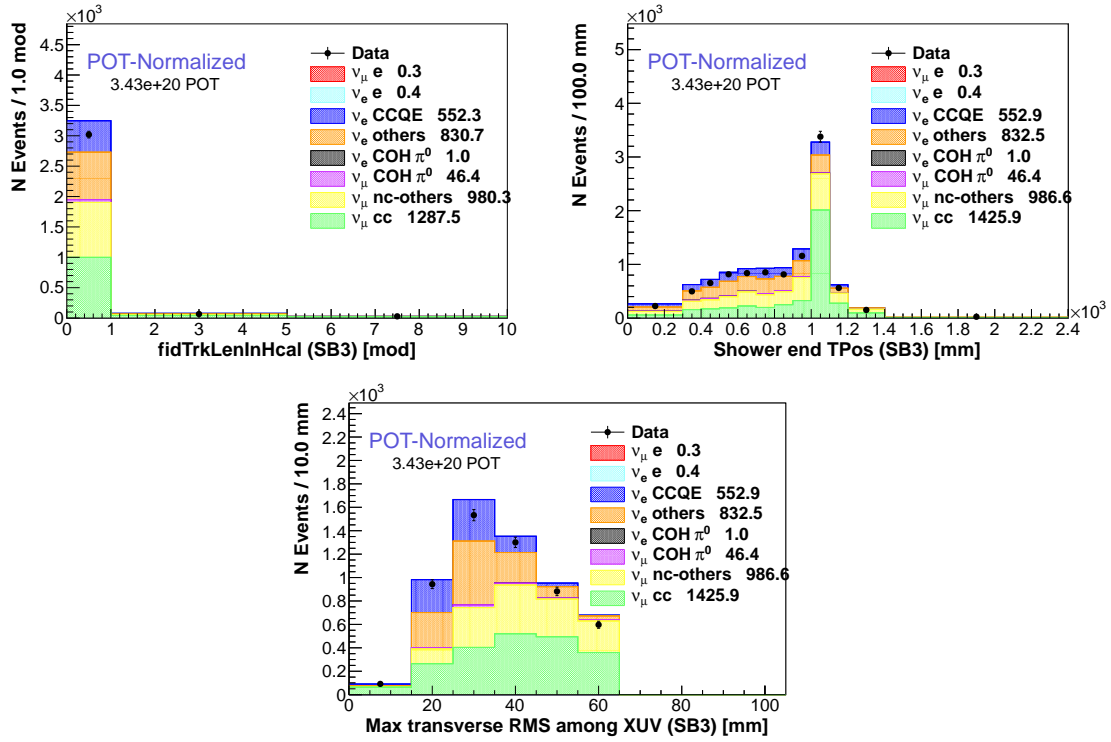 ×10³
N Events / 1.0 mod
4.5
4
3.5
3
2.5
2
1.5
1
0.5
0
POT-Normalized
3.43e+20 POT
Data
νμ e 0.3
νe e 0.4
νe CCQE 552.3
νe others 830.7
νe COH π⁰ 1.0
νμ COH π⁰ 46.4
νμ nc-others 980.3
νμ cc 1287.5
0 1 2 3 4 5 6 7 8 9 10
fidTrkLenInHcal (SB3) [mod]
×10³
N Events / 100.0 mm
5
4
3
2
1
0
POT-Normalized
3.43e+20 POT
Data
νμ e 0.3
νe e 0.4
νe CCQE 552.9
νe others 832.5
νe COH π⁰ 1.0
νμ COH π⁰ 46.4
νμ nc-others 986.6
νμ cc 1425.9
0 0.2 0.4 0.6 0.8 1 1.2 1.4 1.6 1.8 2 2.2 2.4
×10³
Shower end TPos (SB3) [mm]
×10³
N Events / 10.0 mm
2.4
2.2
2
1.8
1.6
1.4
1.2
1
0.8
0.6
0.4
0.2
0
POT-Normalized
3.43e+20 POT
Data
νμ e 0.3
νe e 0.4
νe CCQE 552.9
νe others 832.5
νe COH π⁰ 1.0
νμ COH π⁰ 46.4
νμ nc-others 986.6
νμ cc 1425.9
0 20 40 60 80 100
Max transverse RMS among XUV (SB3) [mm]